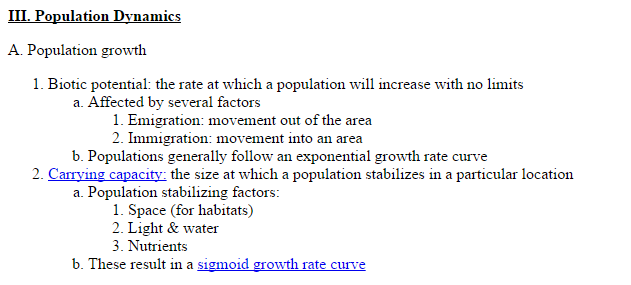 III. Population Dynamics
A. Population growth
1. Biotic potential: the rate at which a population will increase with no limits
a. Affected by several factors
1. Emigration: movement out of the area
2. Immigration: movement into an area
b. Populations generally follow an exponential growth rate curve
2. Carrying capacity: the size at which a population stabilizes in a particular location
a. Population stabilizing factors:
1. Space (for habitats)
2. Light & water
3. Nutrients
b. These result in a sigmoid growth rate curve